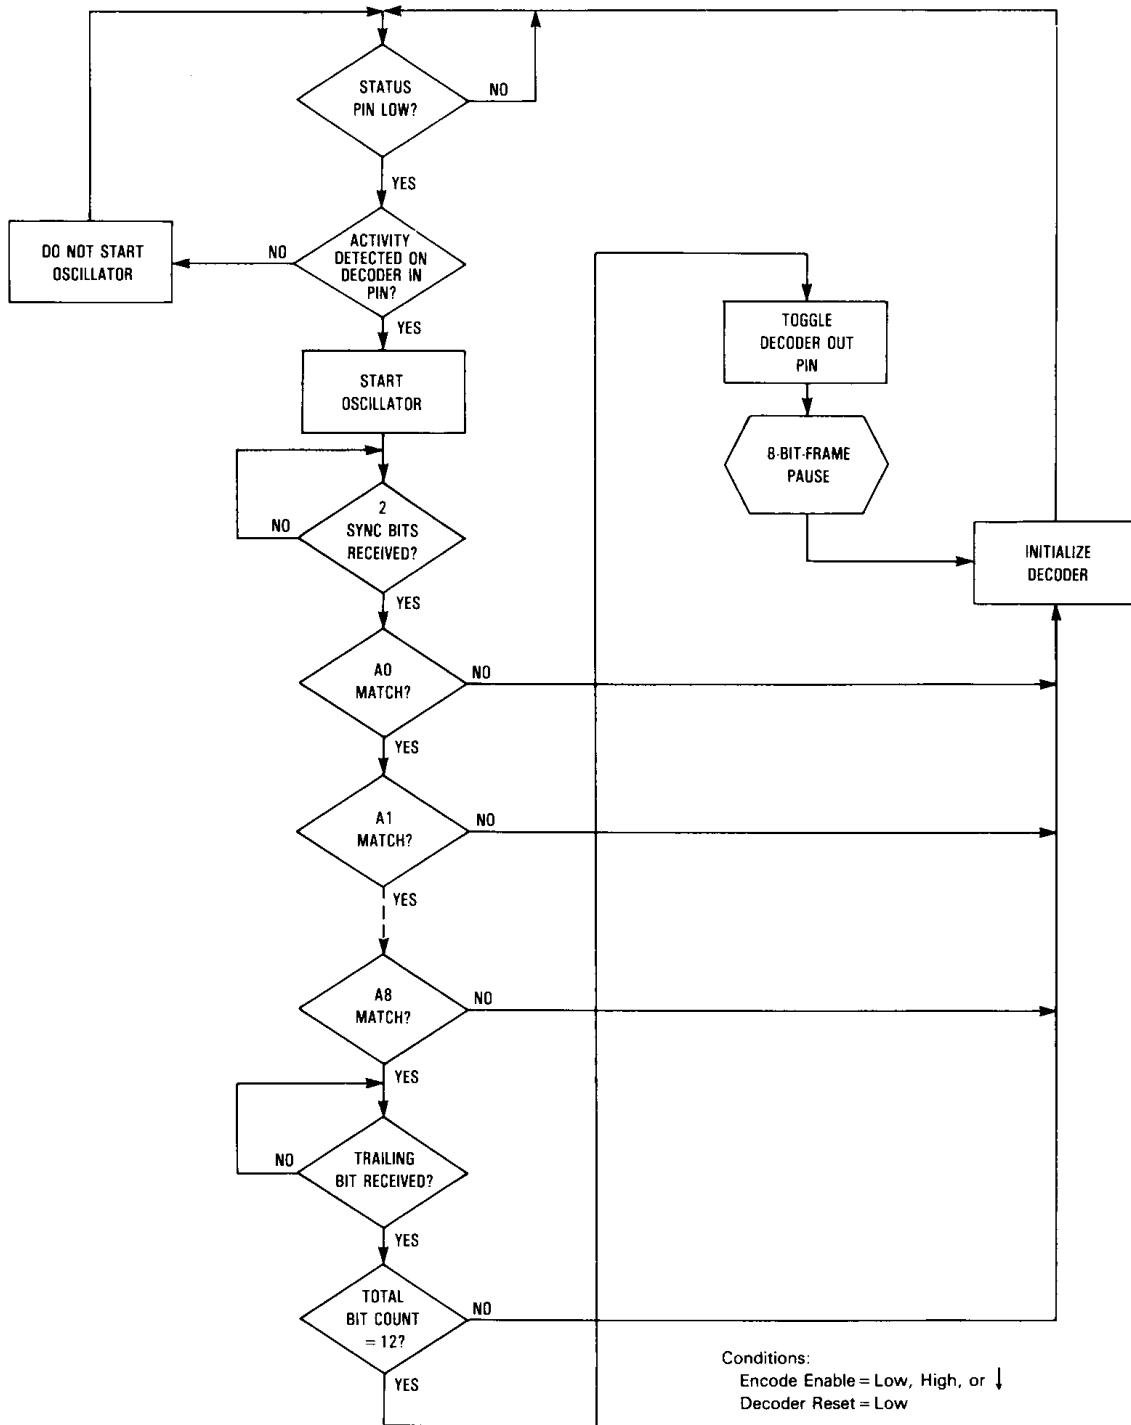 STATUS
PIN LOW?
NO
YES
DO NOT START
OSCILLATOR
NO
ACTIVITY
DETECTED ON
DECODER IN
PIN?
YES
START
OSCILLATOR
TOGGLE
DECODER OUT
PIN
8-BIT-FRAME
PAUSE
NO
2
SYNC BITS
RECEIVED?
YES
INITIALIZE
DECODER
A0
MATCH?
NO
YES
A1
MATCH?
NO
YES
A8
MATCH?
NO
YES
NO
TRAILING
BIT RECEIVED?
YES
TOTAL
BIT COUNT
= 12?
NO
YES
Conditions:
Encode Enable = Low, High, or ↓
Decoder Reset = Low